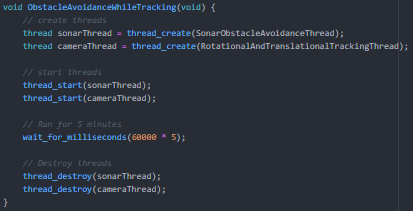 void ObstacleAvoidanceWhileTracking(void) {
// create threads
thread sonarThread = thread_create(SonarObstacleAvoidanceThread);
thread cameraThread = thread_create(RotationalAndTranslationalTrackingThread);
// start threads
thread_start(sonarThread);
thread_start(cameraThread);
// Run for 5 minutes
wait_for_milliseconds(60000 * 5);
// Destroy threads
thread_destroy(sonarThread);
thread_destroy(cameraThread);
}